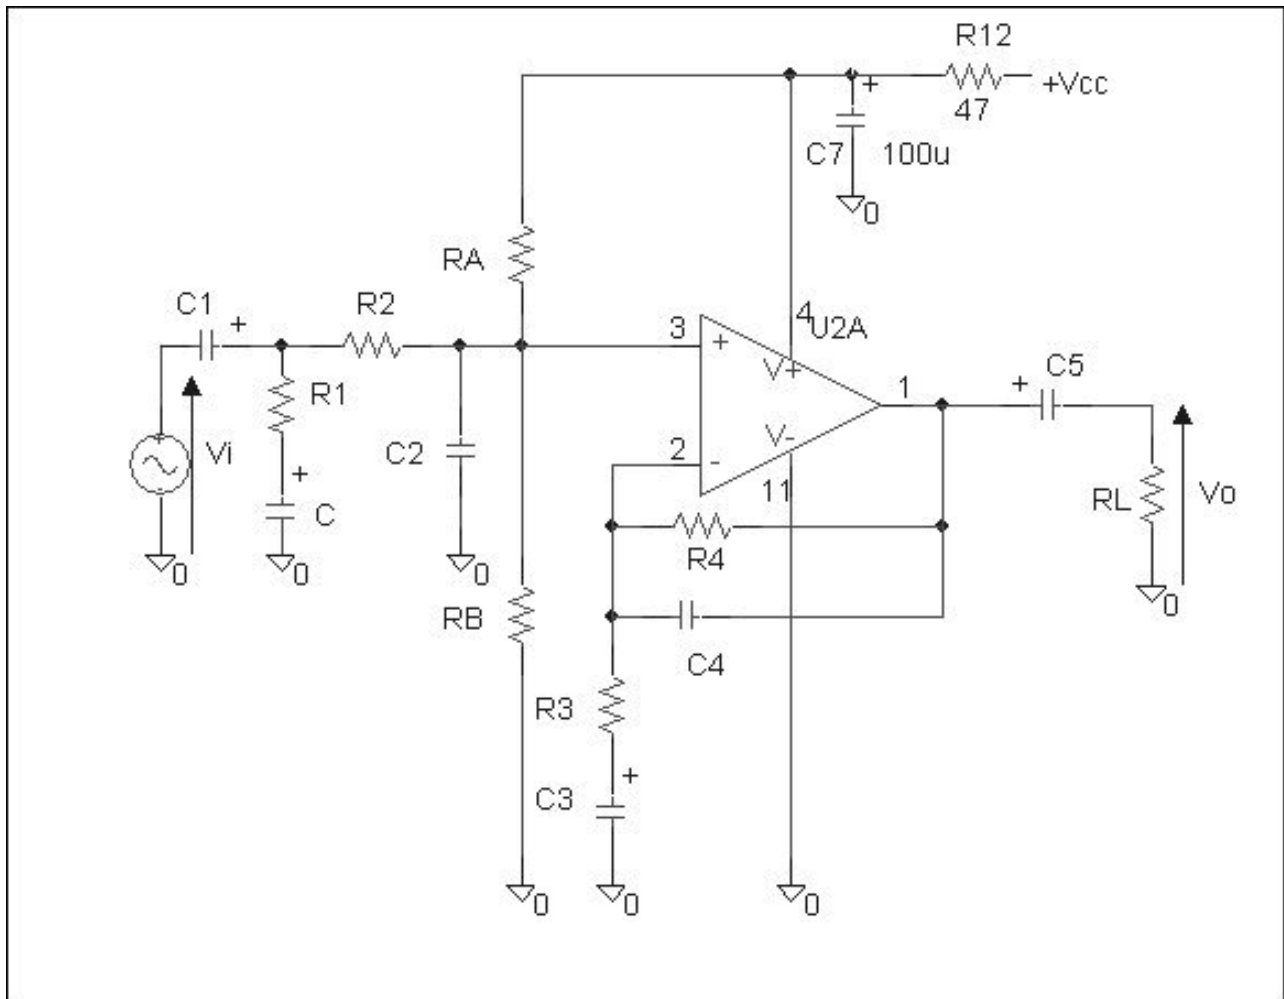 R12
+ +Vcc
47
C7 100u
0
RA
C1 R2
+
3 + 4 U2A
V+
C5
R1
1 +
Vi
C2
V-
2 -
+
11
C
RL Vo
0 0
R4
0
RB
C4
R3
+
C3
0 0 0